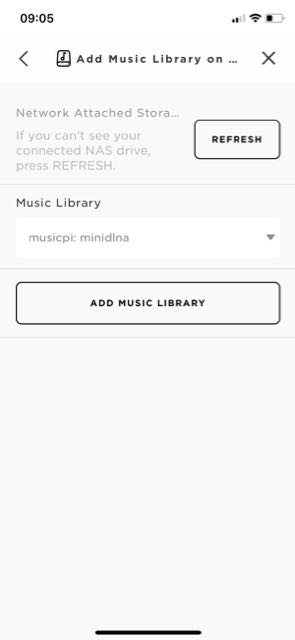 09:05
Add Music Library on ...
Network Attached Stora...
If you can't see your
connected NAS drive,
press REFRESH.
REFRESH
Music Library
musicpi: minidlna
ADD MUSIC LIBRARY